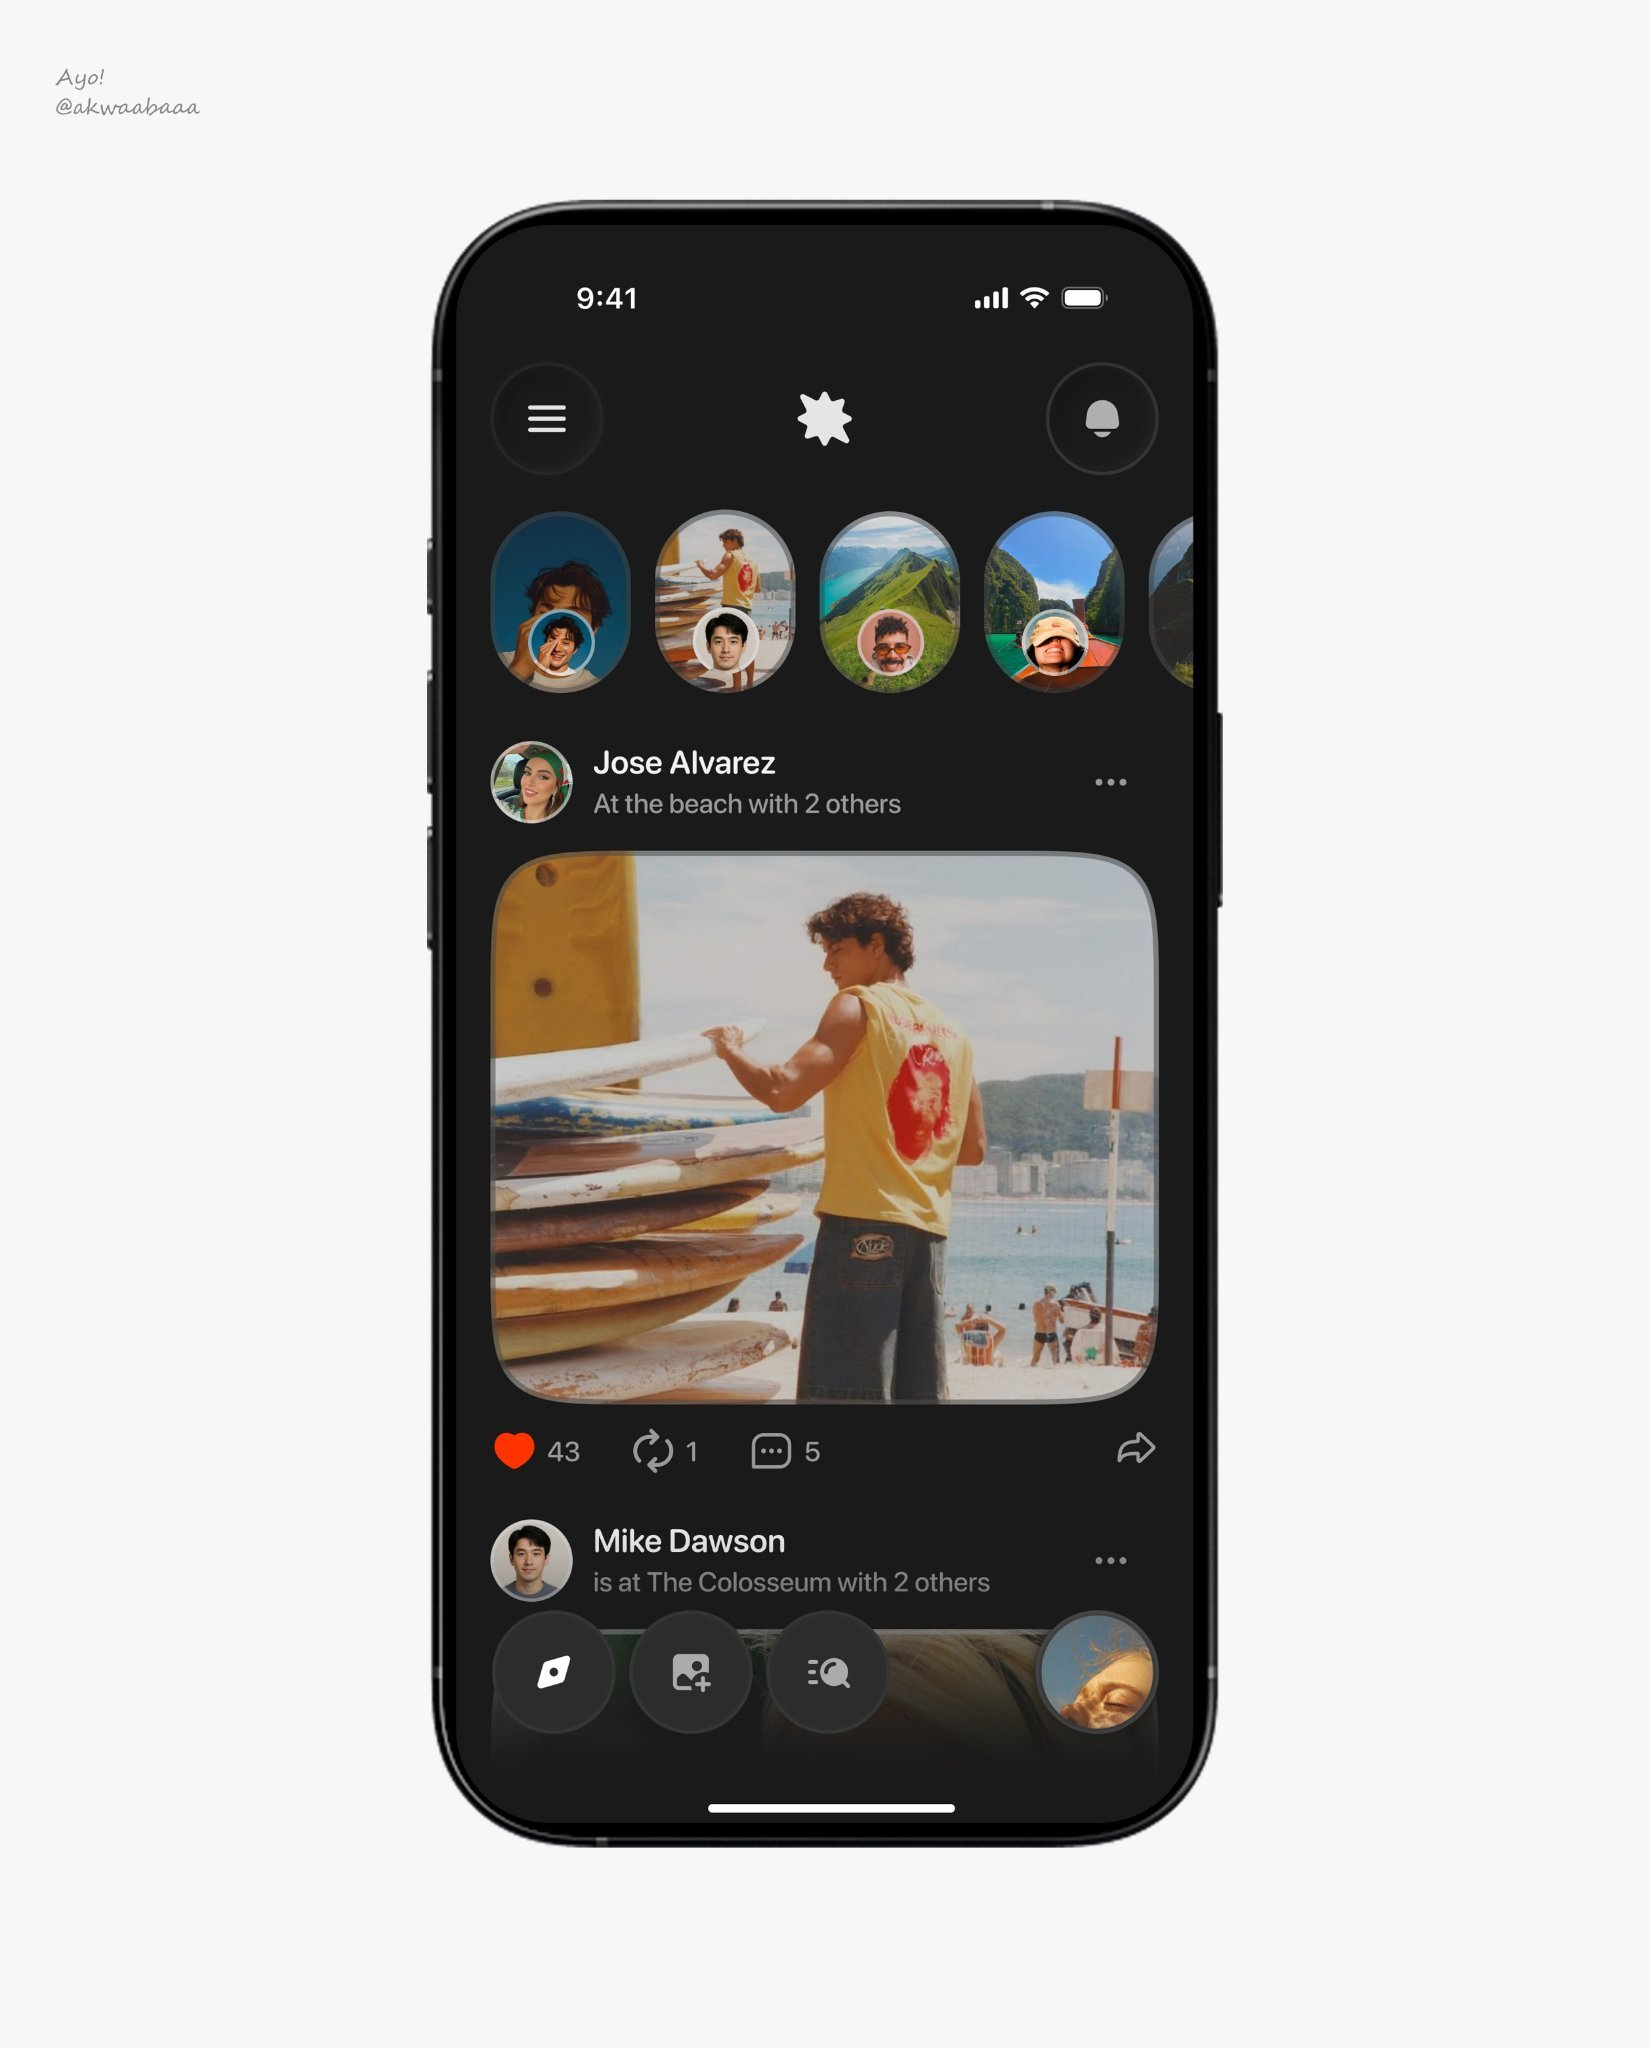 Ayo!
@akwaabaaa
9:41
Jose Alvarez
At the beach with 2 others
Nude
43
1
5
Mike Dawson
is at The Colosseum with 2 others